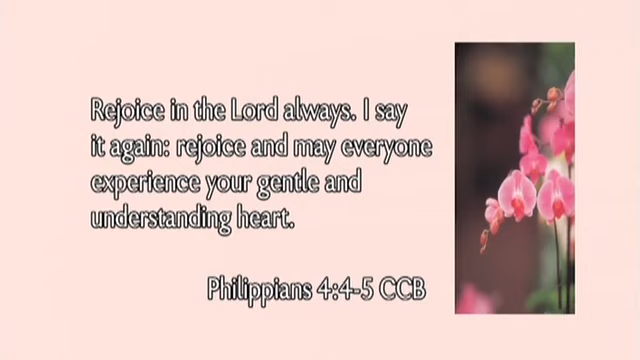 Rejoice in the Lord always. I say
it again: rejoice and may everyone
experience your gentle and
understanding heart.
Philippians 4:4-5 CCB